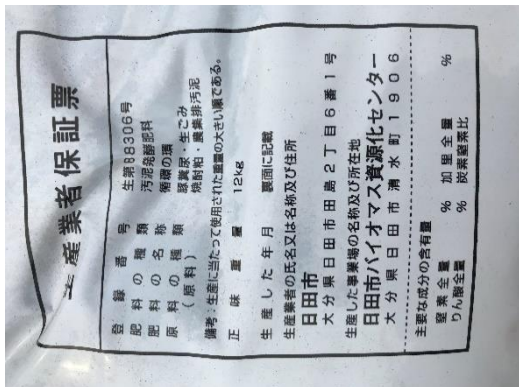 生産業者保証票
登録番号 生第88306号
肥料の種類 汚泥発酵肥料
肥料の名称 循環の環
原料の種類 豚糞尿・生ごみ
(原料) 焼酎粕・農集排汚泥
備考:生産に当たって使用された重量の大きい順である。
正味重量 12kg
生産した年月 裏面に記載
生産業者の氏名又は名称及び住所
日田市
大分県日田市田島2丁目6番1号
生産した事業場の名称及び所在地
日田市バイオマス資源化センター
大分県日田市清水町1906
主要な成分の含有量
窒素全量 % 加里全量 %
りん酸全量 % 炭素窒素比